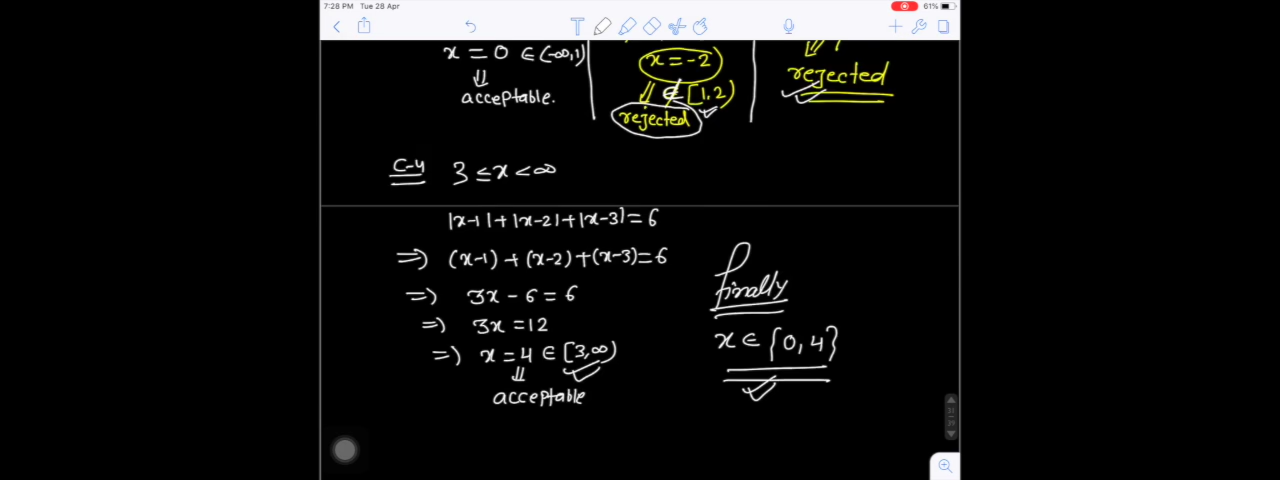 7:28 PM Tue 28 Apr
61%
x = 0 ∈ (-∞, 1)
⇓
acceptable.
x = -2
⇓ ∉ [1, 2)
rejected
⇓
rejected
C-4 3 ≤ x < ∞
|x-1| + |x-2| + |x-3| = 6
⇒ (x-1) + (x-2) + (x-3) = 6
⇒ 3x - 6 = 6
⇒ 3x = 12
⇒ x = 4 ∈ [3, ∞)
⇓
acceptable
finally
x ∈ {0, 4}